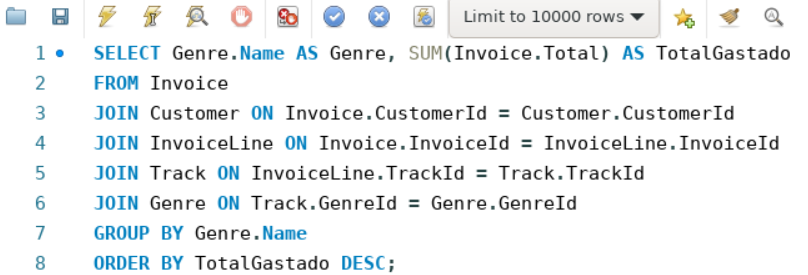 Limit to 10000 rows
1 SELECT Genre.Name AS Genre, SUM(Invoice.Total) AS TotalGastado
2 FROM Invoice
3 JOIN Customer ON Invoice.CustomerId = Customer.CustomerId
4 JOIN InvoiceLine ON Invoice.InvoiceId = InvoiceLine.InvoiceId
5 JOIN Track ON InvoiceLine.TrackId = Track.TrackId
6 JOIN Genre ON Track.GenreId = Genre.GenreId
7 GROUP BY Genre.Name
8 ORDER BY TotalGastado DESC;